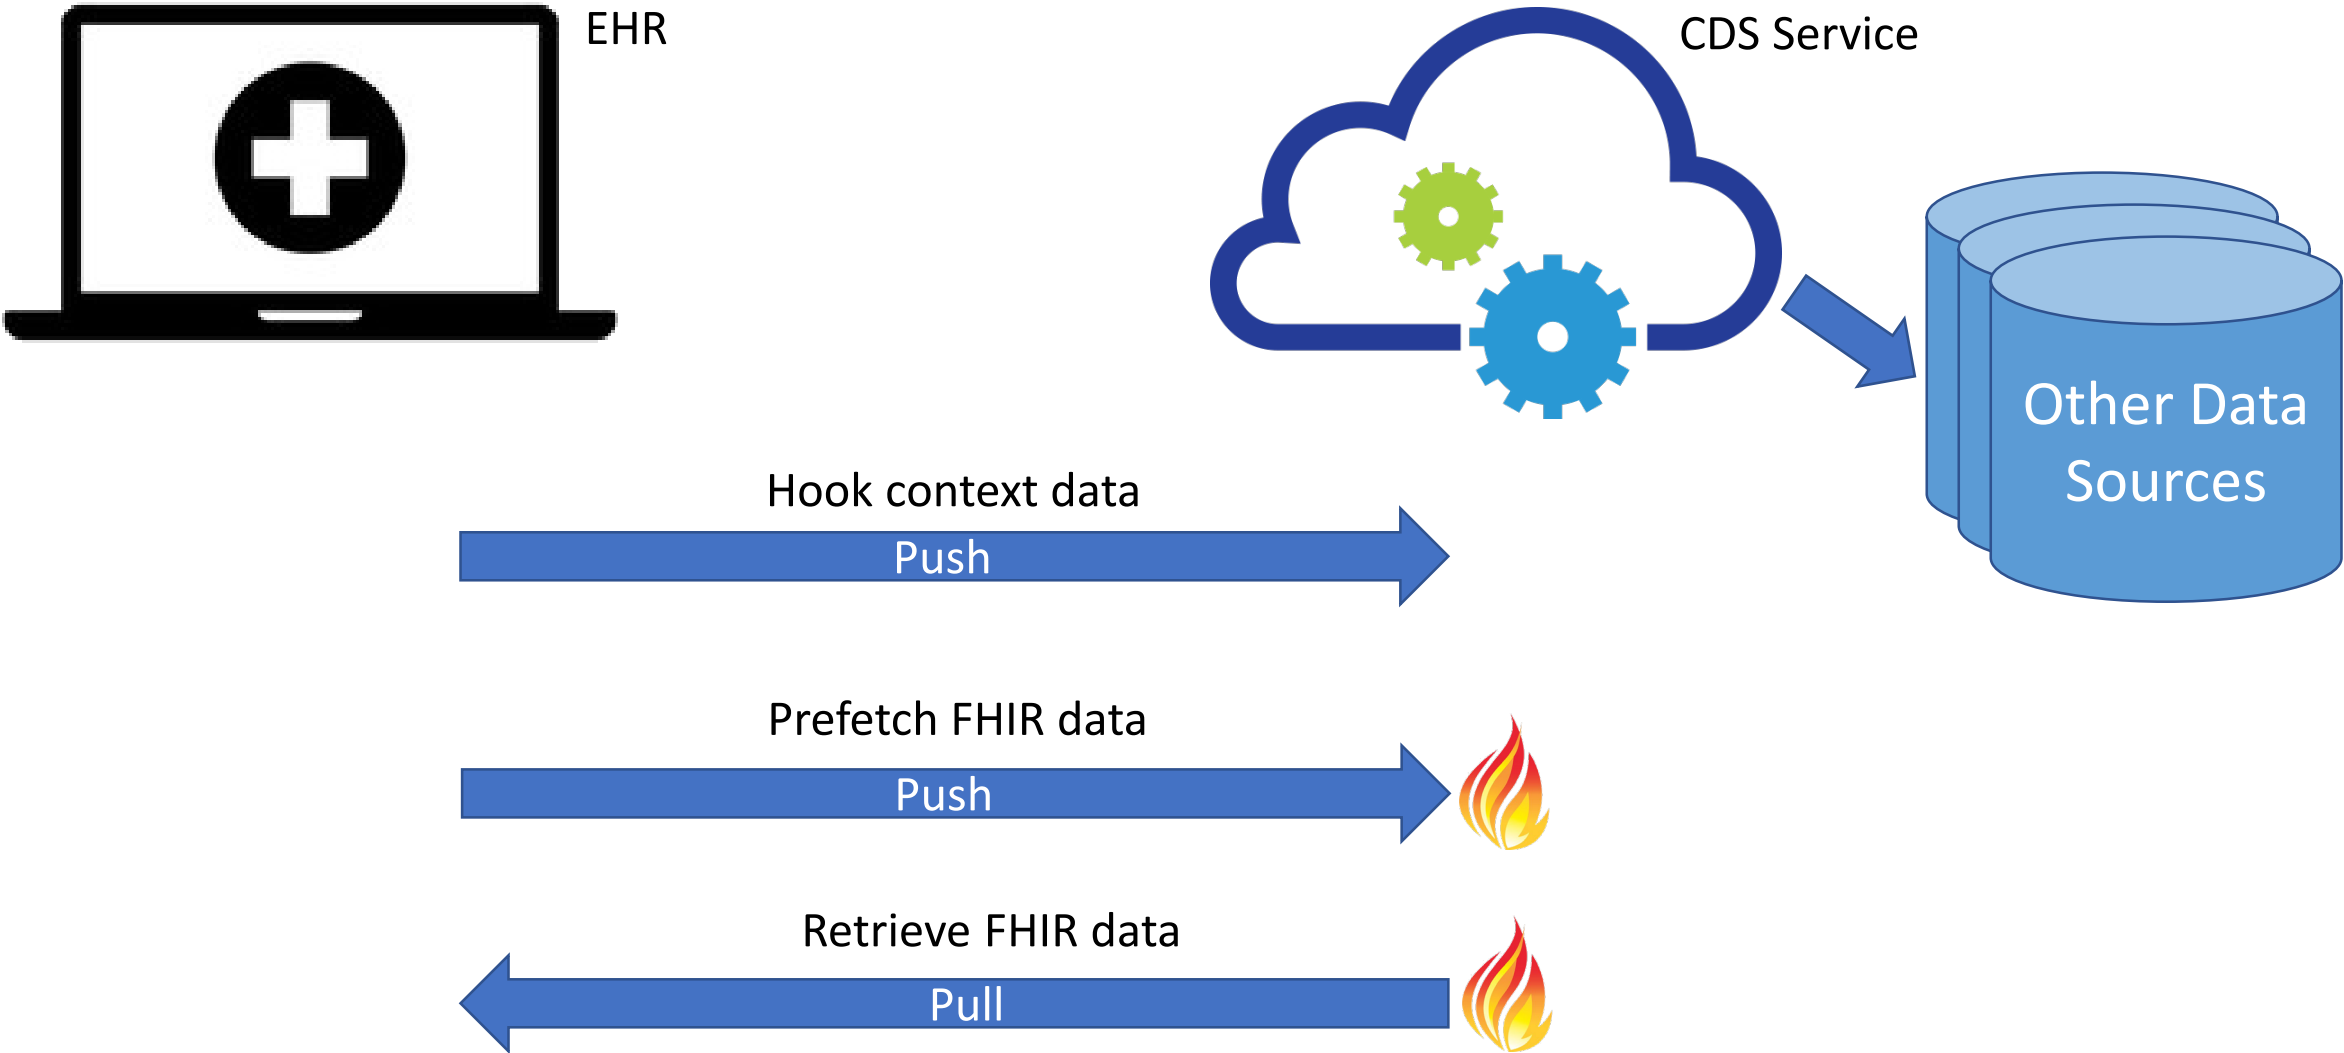 EHR
CDS Service
Other Data
Sources
Hook context data
Push
Prefetch FHIR data
Push
Retrieve FHIR data
Pull